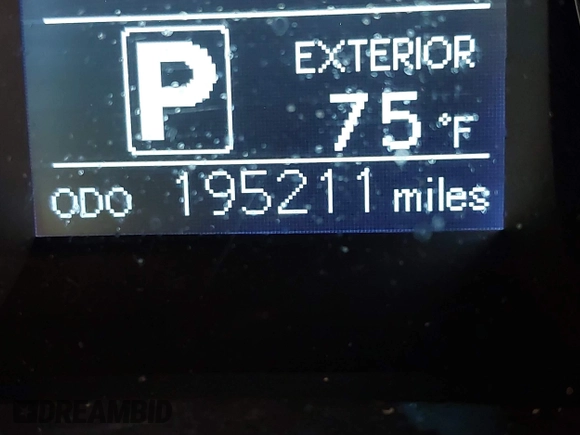 P
EXTERIOR
75 °F
ODO 195211 miles
DREAMBID